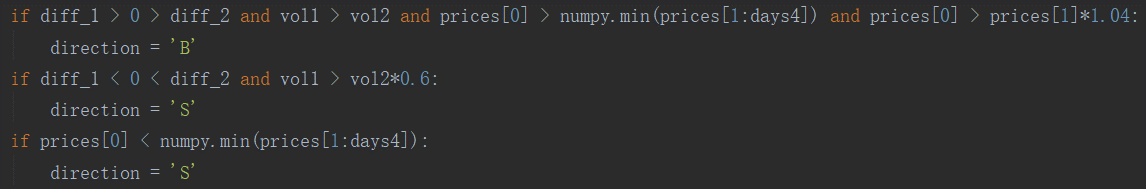 if diff_1 > 0 > diff_2 and vol1 > vol2 and prices[0] > numpy.min(prices[1:days4]) and prices[0] > prices[1]*1.04:
    direction = 'B'
if diff_1 < 0 < diff_2 and vol1 > vol2*0.6:
    direction = 'S'
if prices[0] < numpy.min(prices[1:days4]):
    direction = 'S'